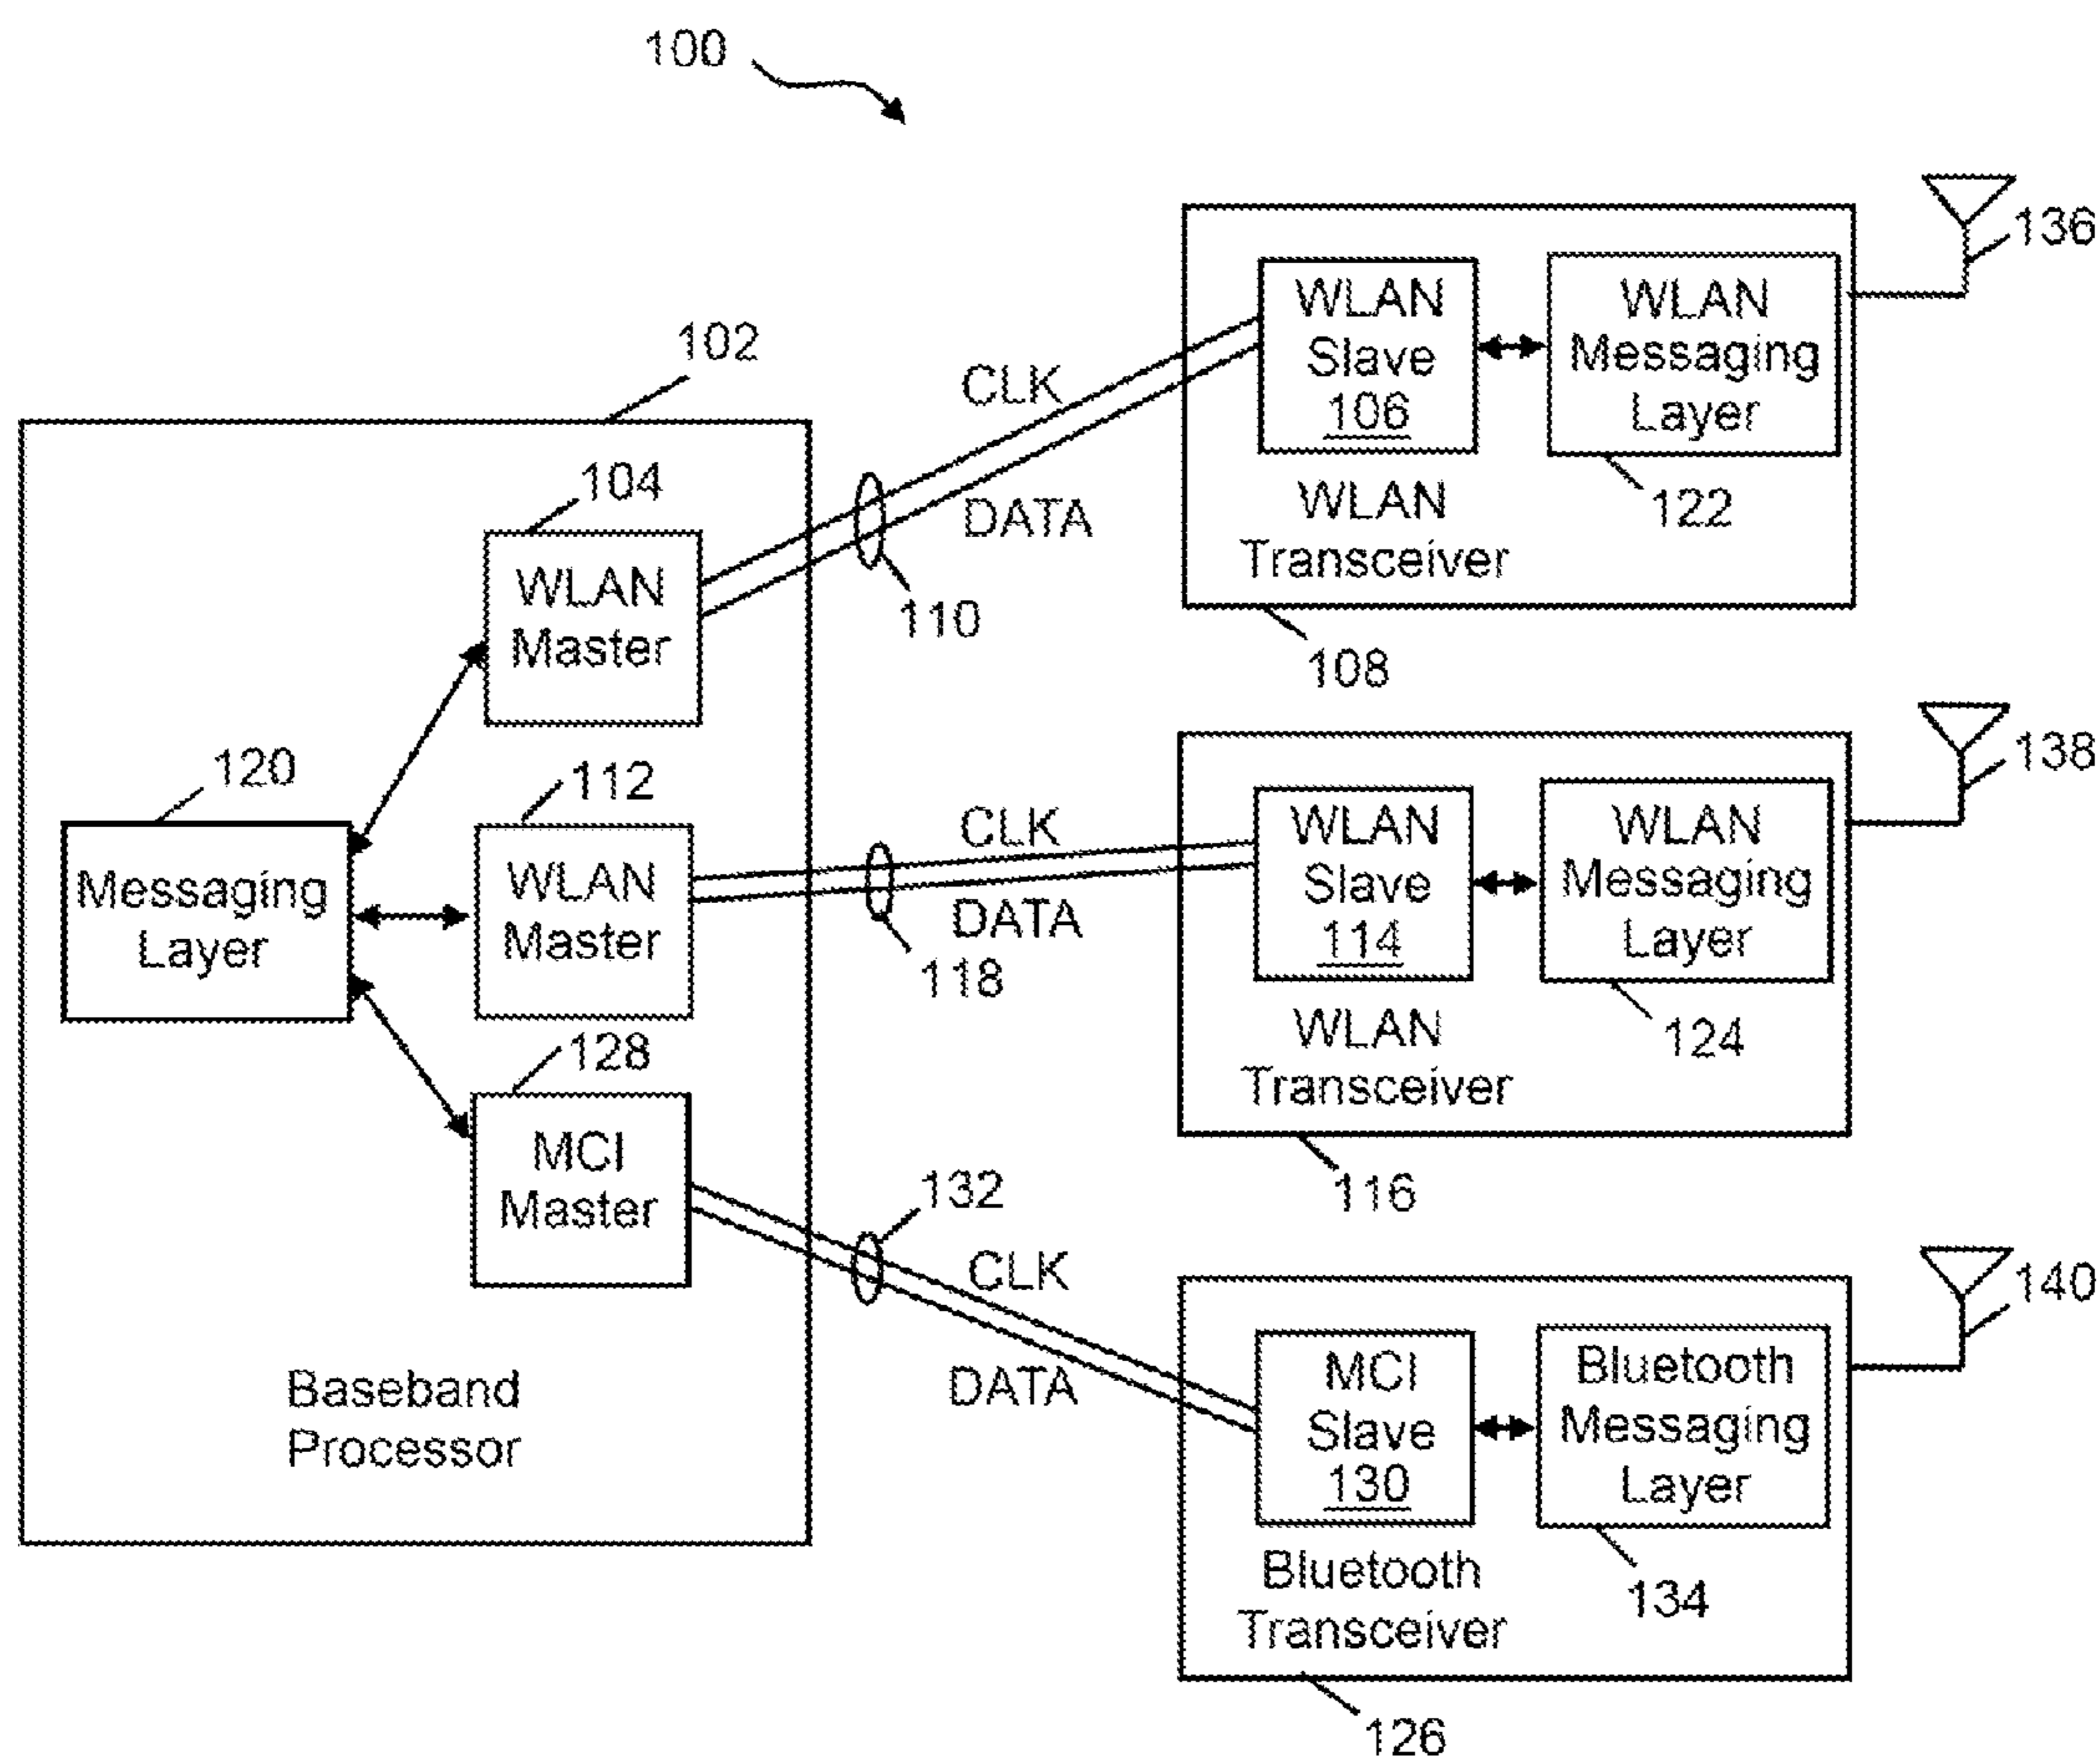 100
102
104
WLAN
Master
120
Messaging
Layer
112
WLAN
Master
128
MCI
Master
Baseband
Processor
CLK
DATA
110
CLK
DATA
118
132
CLK
DATA
WLAN
Slave
106
WLAN
Messaging
Layer
122
WLAN
Transceiver
108
136
WLAN
Slave
114
WLAN
Messaging
Layer
124
WLAN
Transceiver
116
138
MCI
Slave
130
Bluetooth
Messaging
Layer
134
Bluetooth
Transceiver
126
140